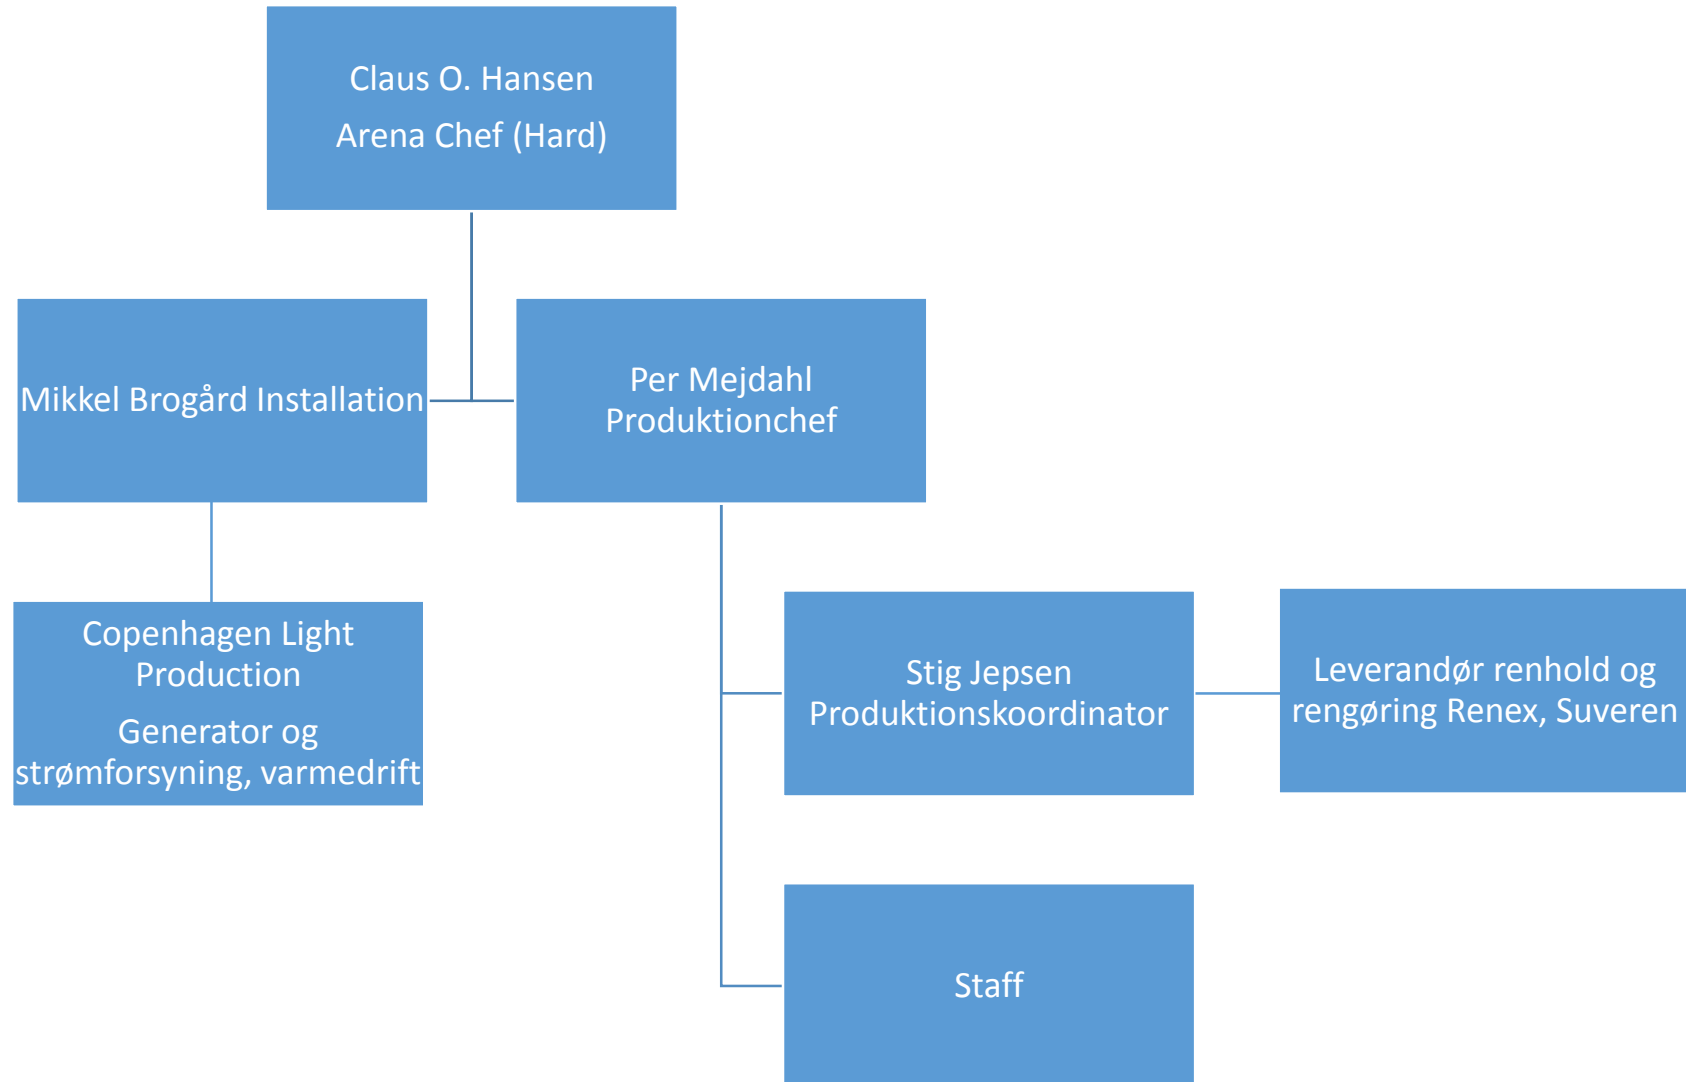 Claus O. Hansen
Arena Chef (Hard)
Mikkel Brogård Installation
Per Mejdahl
Produktionchef
Copenhagen Light
Production
Generator og
strømforsyning, varmedrift
Stig Jepsen
Produktionskoordinator
Leverandør renhold og
rengøring Renex, Suveren
Staff